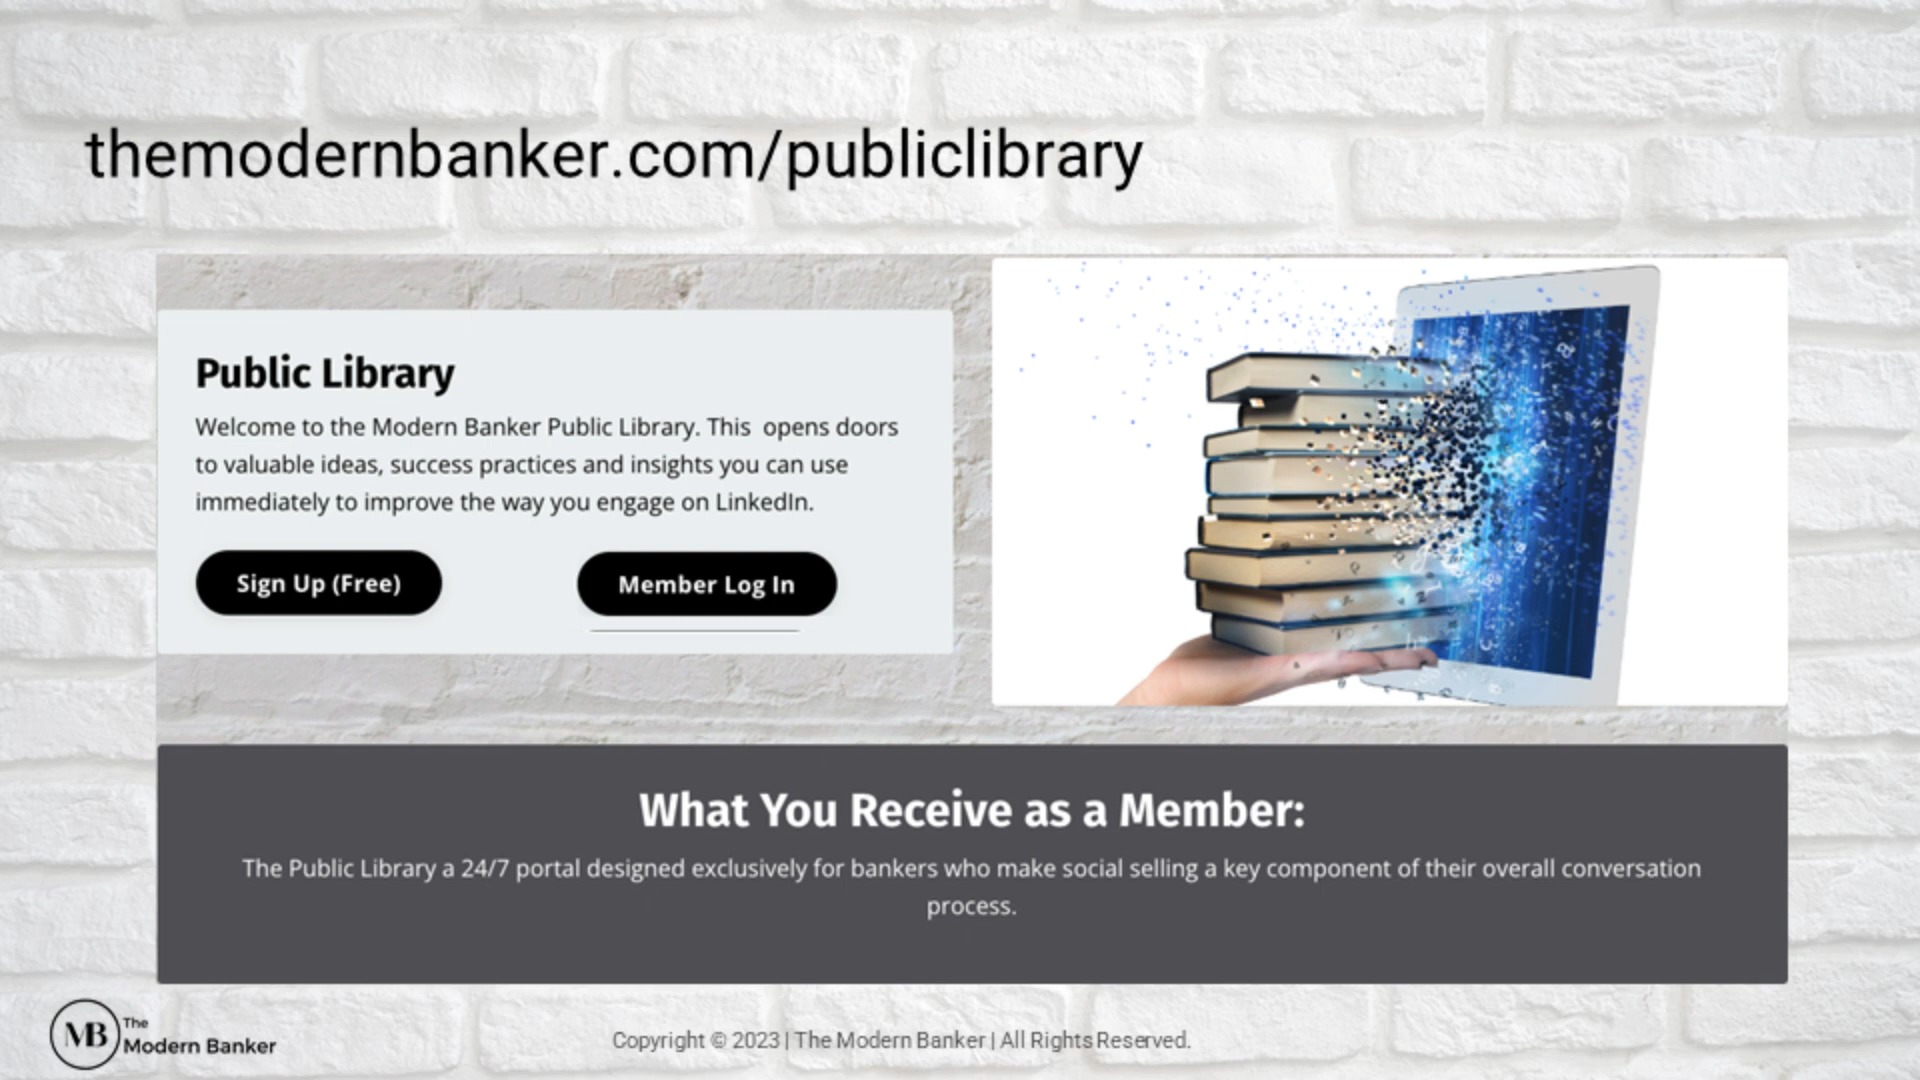 themodernbanker.com/publiclibrary
Public Library
Welcome to the Modern Banker Public Library. This  opens doors
to valuable ideas, success practices and insights you can use
immediately to improve the way you engage on LinkedIn.
Sign Up (Free)
Member Log In
What You Receive as a Member:
The Public Library a 24/7 portal designed exclusively for bankers who make social selling a key component of their overall conversation
process.
MB The
Modern Banker
Copyright © 2023 | The Modern Banker | All Rights Reserved.